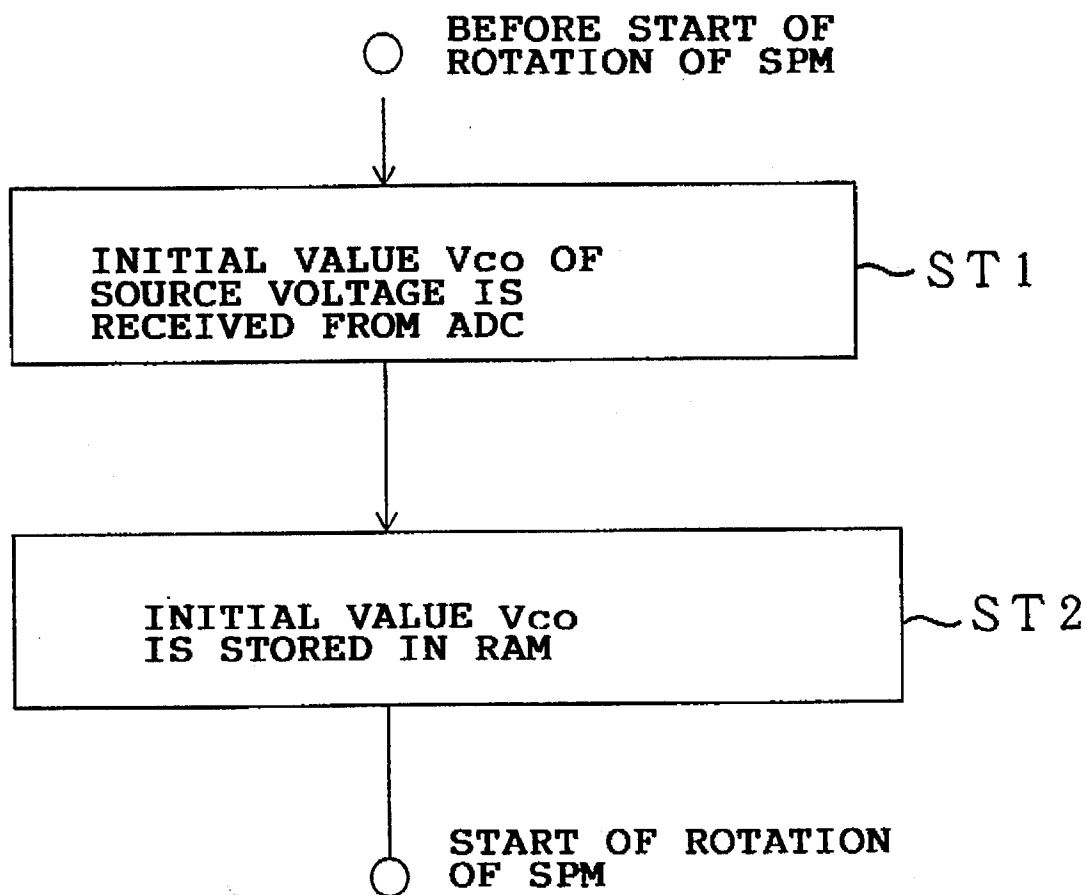 BEFORE START OF
ROTATION OF SPM
INITIAL VALUE Vco OF
SOURCE VOLTAGE IS
RECEIVED FROM ADC
ST1
INITIAL VALUE Vco
IS STORED IN RAM
ST2
START OF ROTATION
OF SPM